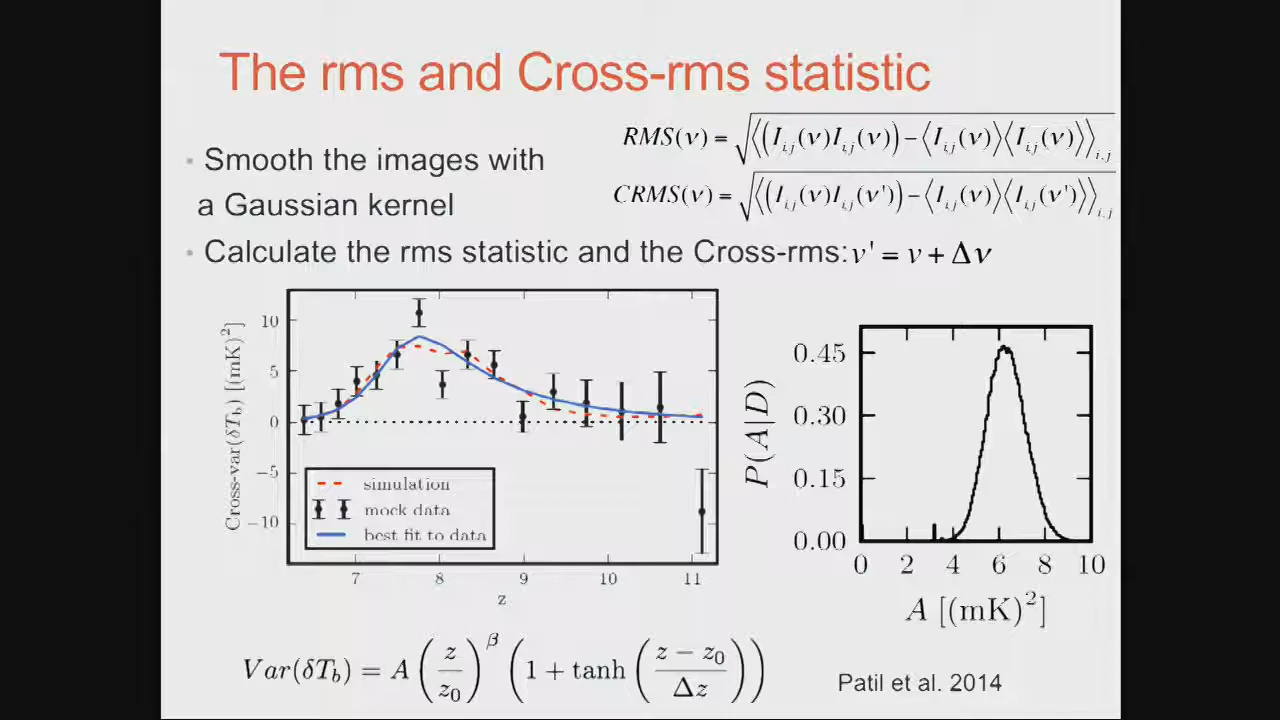 The rms and Cross-rms statistic
RMS(ν) = √⟨(I_{i,j}(ν)I_{i,j}(ν)) − ⟨I_{i,j}(ν)⟩⟨I_{i,j}(ν)⟩⟩_{i,j}
• Smooth the images with
a Gaussian kernel
CRMS(ν) = √⟨(I_{i,j}(ν)I_{i,j}(ν')) − ⟨I_{i,j}(ν)⟩⟨I_{i,j}(ν')⟩⟩_{i,j}
• Calculate the rms statistic and the Cross-rms: ν' = ν + Δν
Cross-var(δT_b) [(mK)^2]
10
5
0
−5
−10
simulation
mock data
best fit to data
7 8 9 10 11
z
P(A|D)
0.45
0.30
0.15
0.00
0 2 4 6 8 10
A [(mK)^2]
Var(δT_b) = A (z/z_0)^β (1 + tanh ((z − z_0)/Δz))
Patil et al. 2014